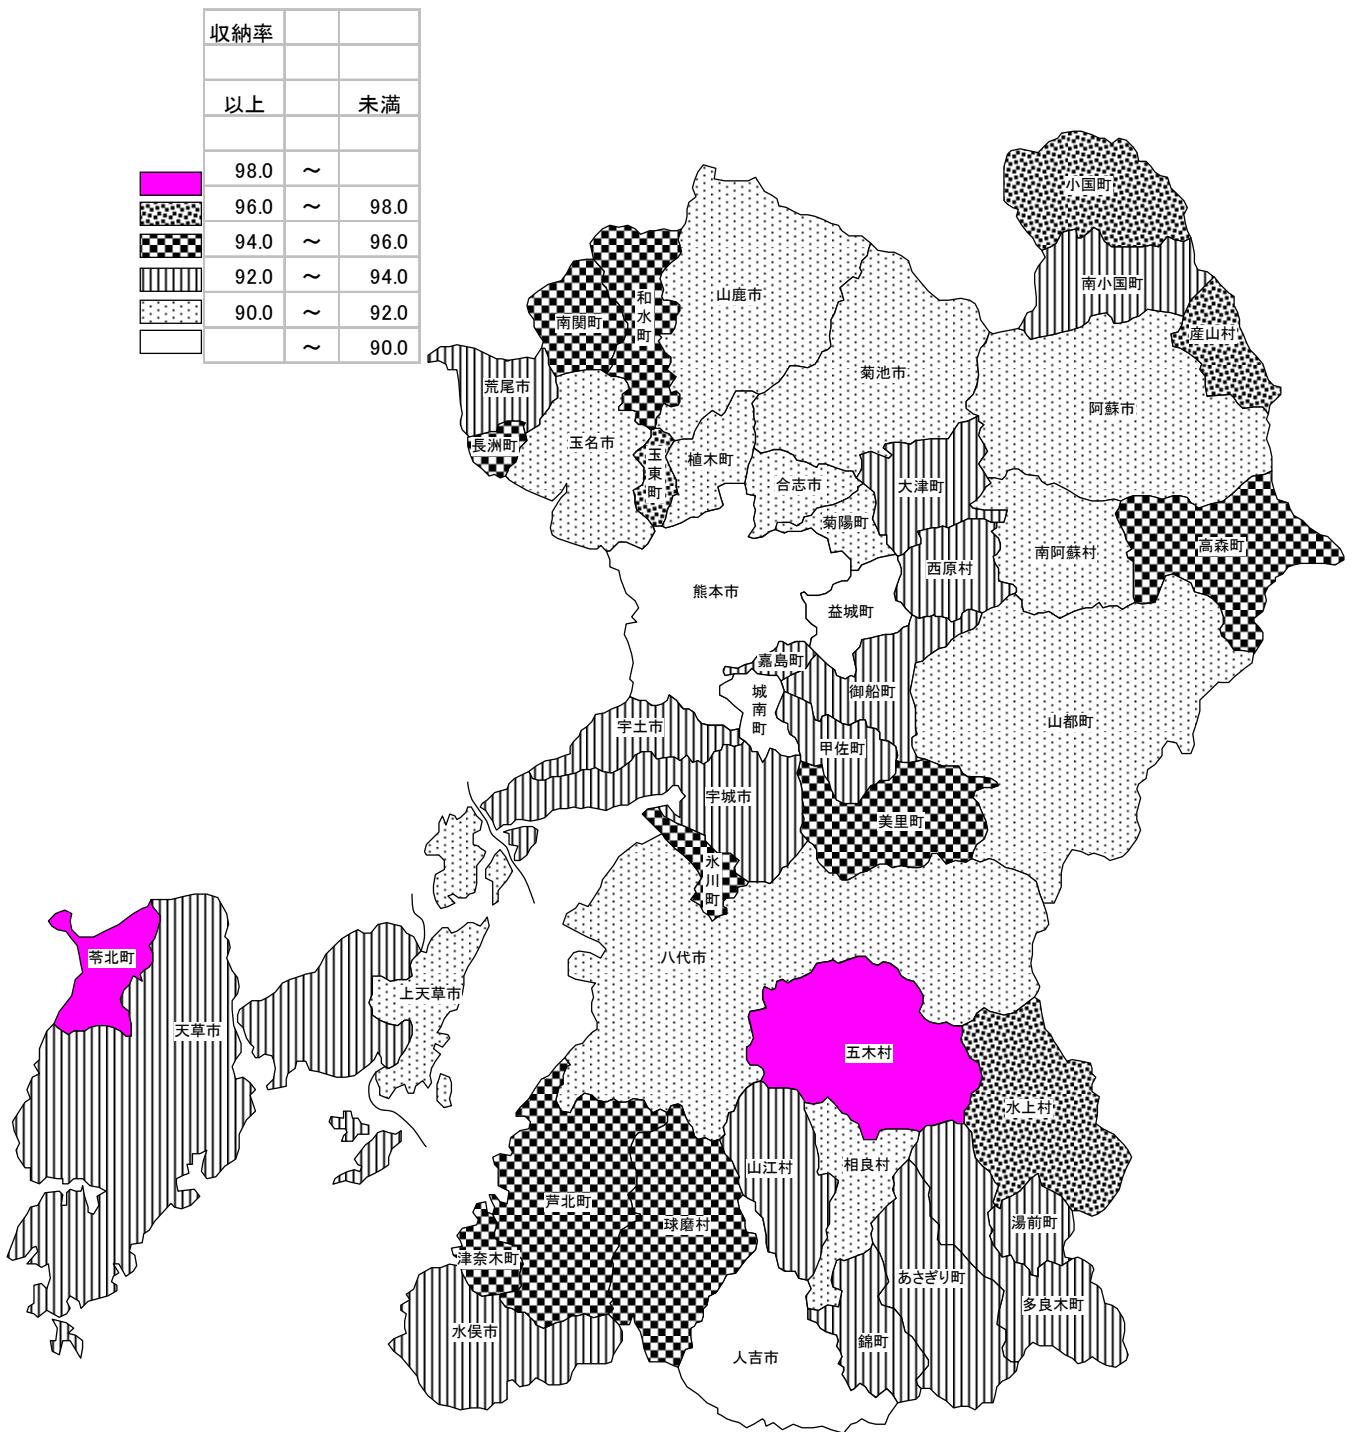 収納率
以上 未満
98.0 ～
96.0 ～ 98.0
94.0 ～ 96.0
92.0 ～ 94.0
90.0 ～ 92.0
～ 90.0
小国町
南小国町
産山村
山鹿市
和水町
南関町
荒尾市
長洲町
玉名市
玉東町
植木町
菊池市
合志市
菊陽町
大津町
阿蘇市
西原村
南阿蘇村
高森町
熊本市
益城町
嘉島町
城南町
御船町
甲佐町
山都町
宇土市
宇城市
美里町
氷川町
八代市
苓北町
天草市
上天草市
五木村
水上村
山江村
相良村
芦北町
球磨村
津奈木町
水俣市
湯前町
あさぎり町
多良木町
錦町
人吉市